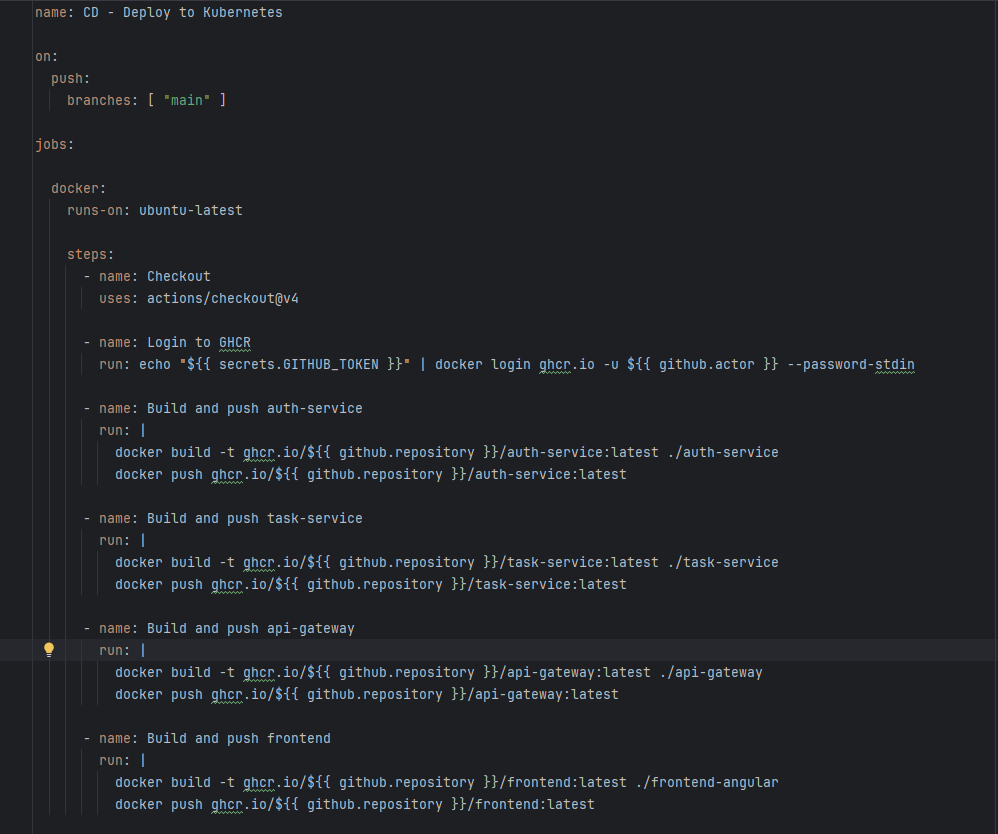 name: CD - Deploy to Kubernetes
on:
push:
branches: [ "main" ]
jobs:
docker:
runs-on: ubuntu-latest
steps:
- name: Checkout
uses: actions/checkout@v4
- name: Login to GHCR
run: echo "${{ secrets.GITHUB_TOKEN }}" | docker login ghcr.io -u ${{ github.actor }} --password-stdin
- name: Build and push auth-service
run: |
docker build -t ghcr.io/${{ github.repository }}/auth-service:latest ./auth-service
docker push ghcr.io/${{ github.repository }}/auth-service:latest
- name: Build and push task-service
run: |
docker build -t ghcr.io/${{ github.repository }}/task-service:latest ./task-service
docker push ghcr.io/${{ github.repository }}/task-service:latest
- name: Build and push api-gateway
run: |
docker build -t ghcr.io/${{ github.repository }}/api-gateway:latest ./api-gateway
docker push ghcr.io/${{ github.repository }}/api-gateway:latest
- name: Build and push frontend
run: |
docker build -t ghcr.io/${{ github.repository }}/frontend:latest ./frontend-angular
docker push ghcr.io/${{ github.repository }}/frontend:latest